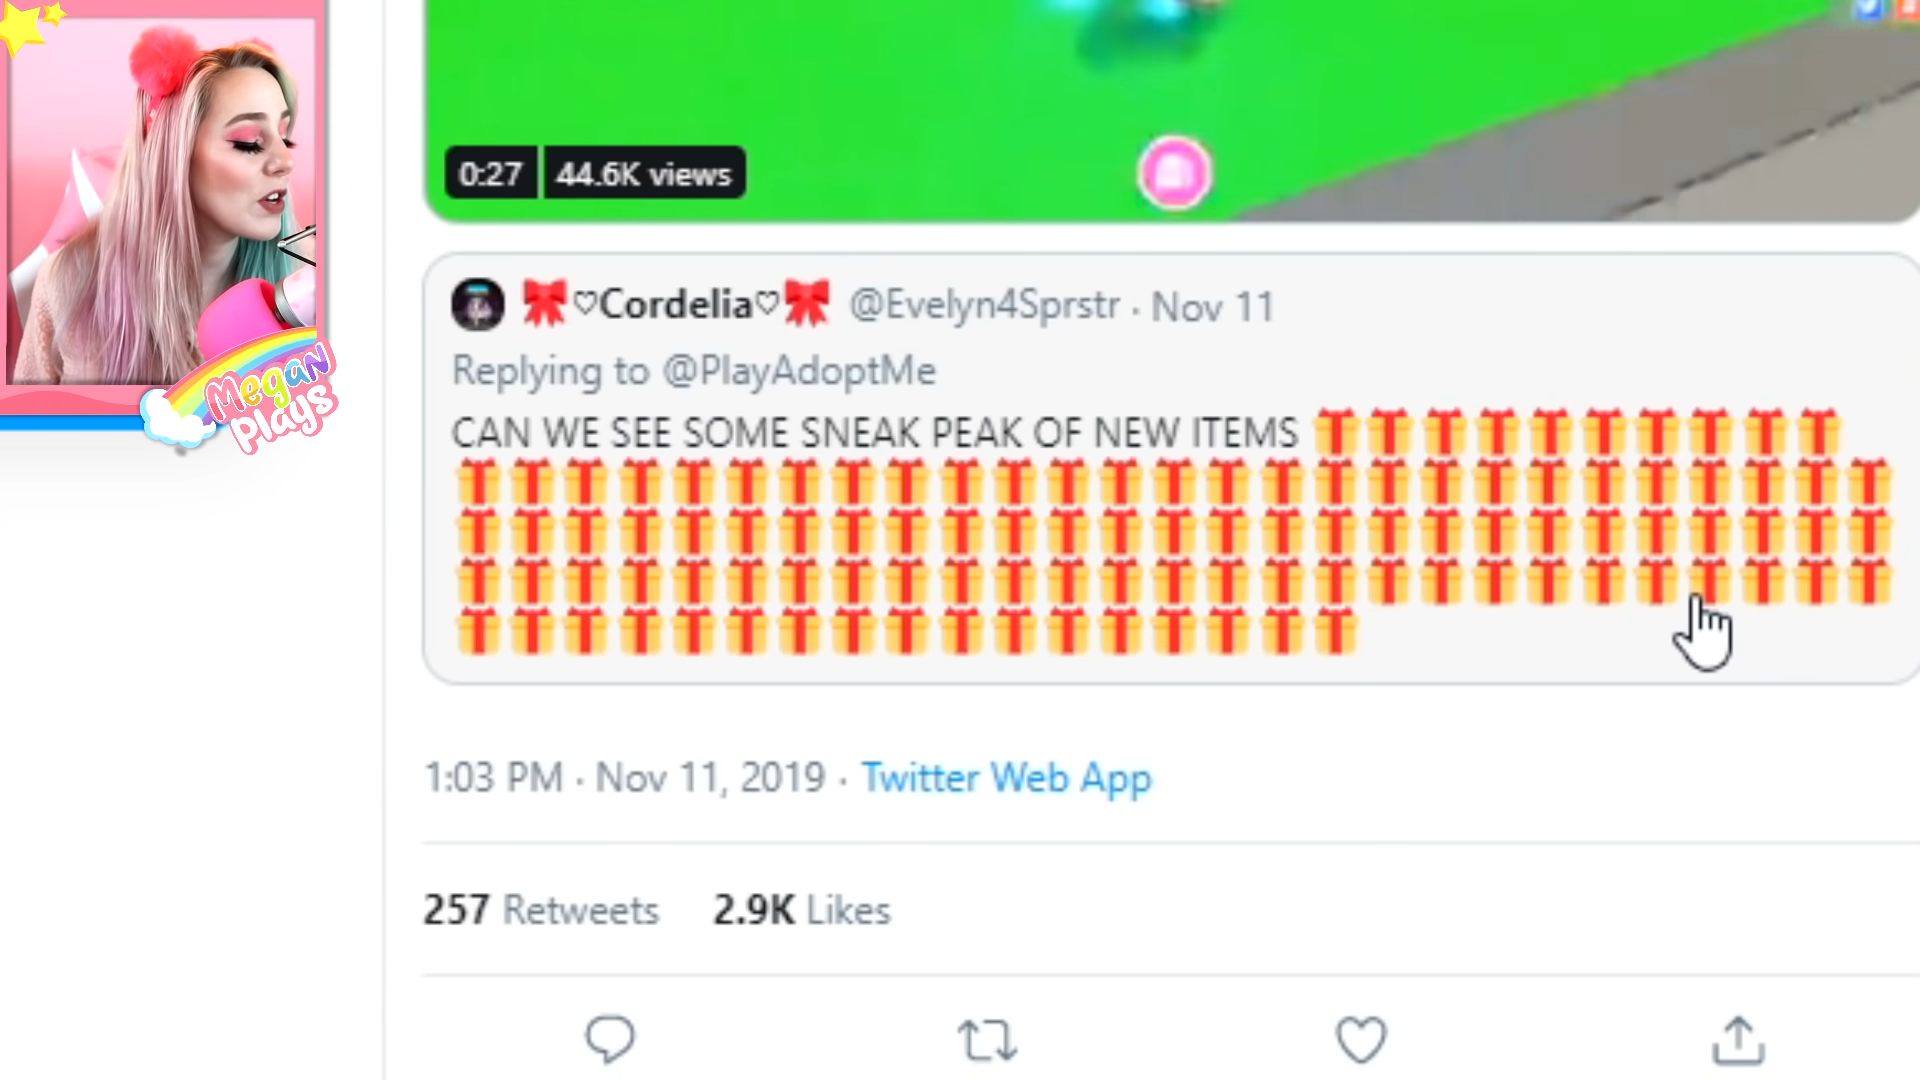 Megan
Plays
0:27 44.6K views
🎀♡Cordelia♡🎀 @Evelyn4Sprstr · Nov 11
Replying to @PlayAdoptMe
CAN WE SEE SOME SNEAK PEAK OF NEW ITEMS 🎁🎁🎁🎁🎁🎁🎁🎁🎁🎁
🎁🎁🎁🎁🎁🎁🎁🎁🎁🎁🎁🎁🎁🎁🎁🎁🎁🎁🎁🎁🎁🎁🎁🎁🎁🎁🎁
🎁🎁🎁🎁🎁🎁🎁🎁🎁🎁🎁🎁🎁🎁🎁🎁🎁🎁🎁🎁🎁🎁🎁🎁🎁🎁🎁
🎁🎁🎁🎁🎁🎁🎁🎁🎁🎁🎁🎁🎁🎁🎁🎁🎁🎁🎁🎁🎁🎁🎁🎁🎁🎁🎁
🎁🎁🎁🎁🎁🎁🎁🎁🎁🎁🎁🎁🎁🎁🎁🎁🎁
1:03 PM · Nov 11, 2019 · Twitter Web App
257 Retweets 2.9K Likes